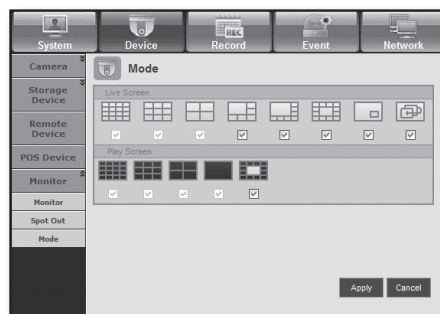 System
Device
Record
Event
Network
REC
Camera
Storage
Device
Remote
Device
POS Device
Monitor
Monitor
Spot Out
Mode
Mode
Live Screen
Play Screen
Apply
Cancel